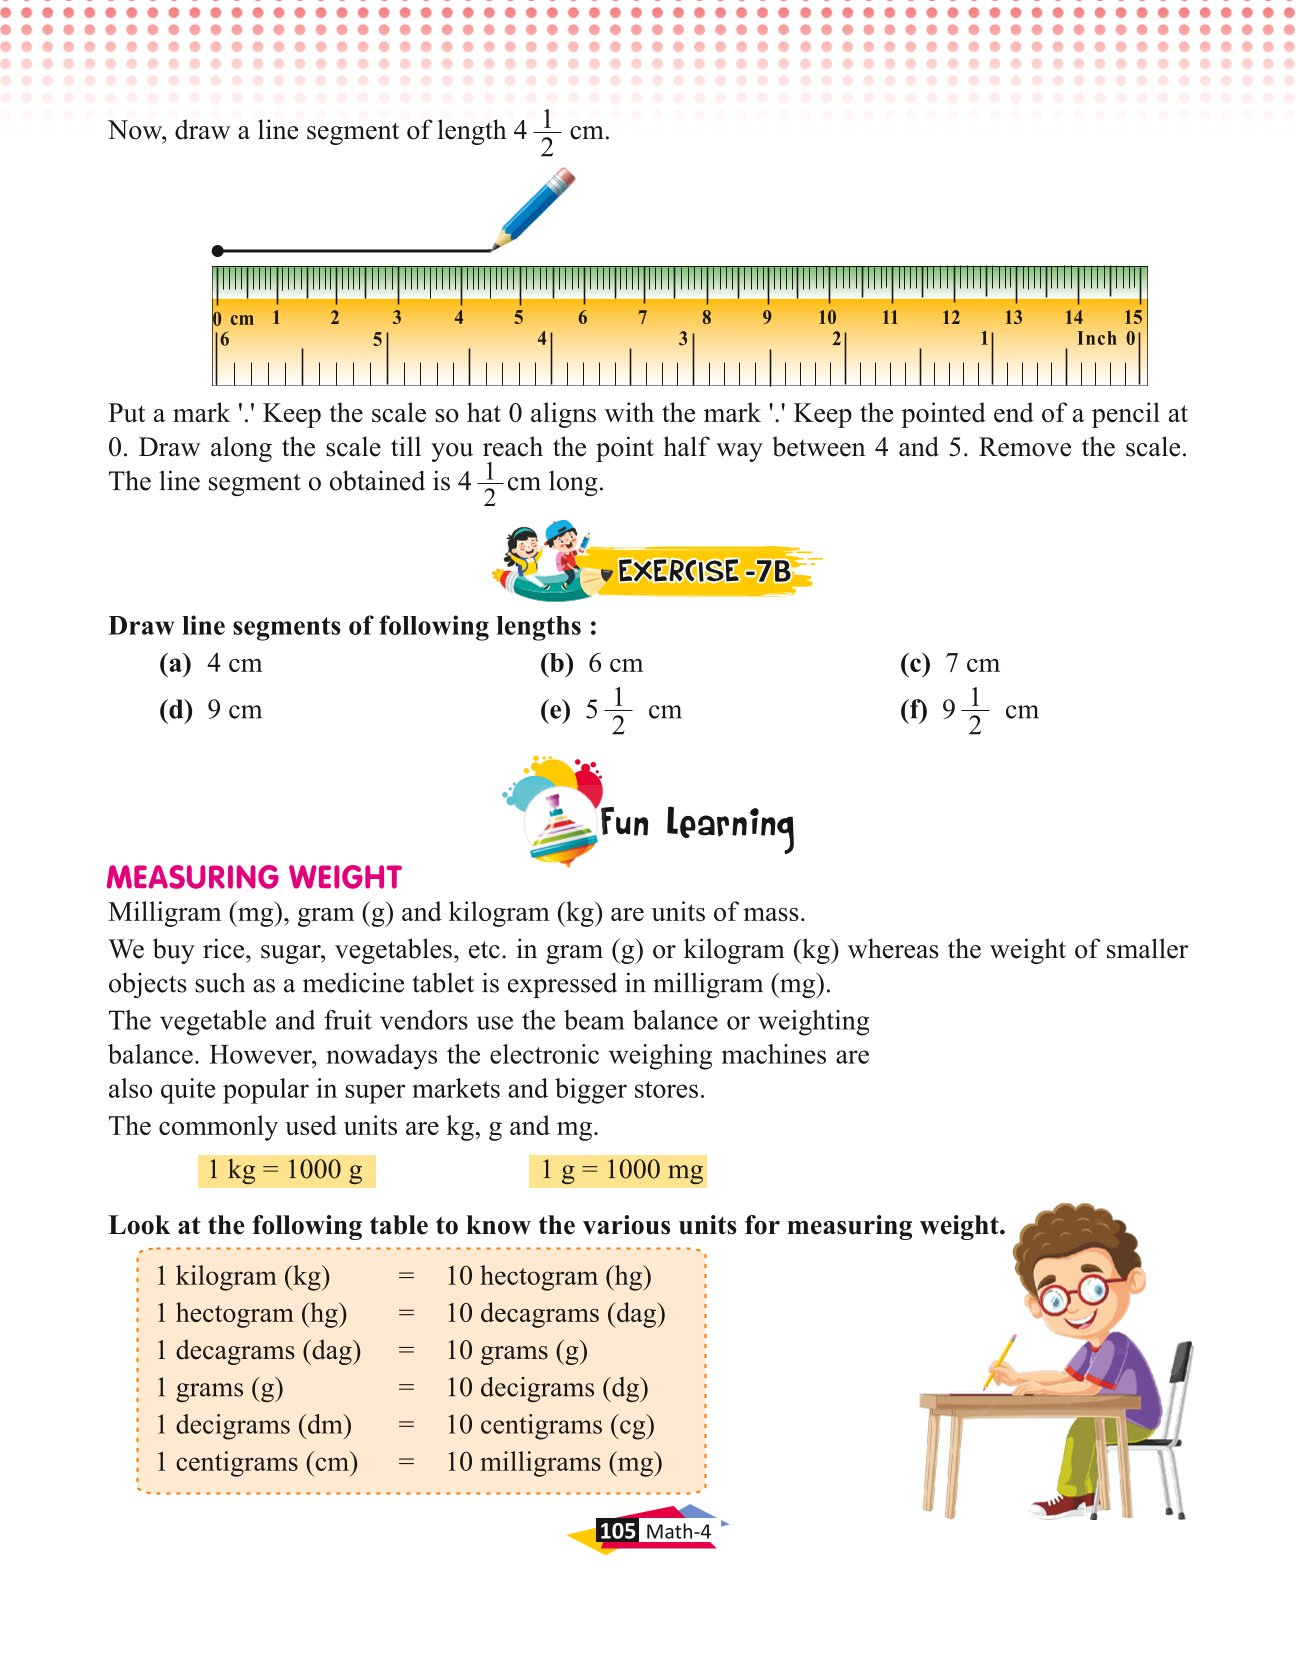 Now, draw a line segment of length 4 1/2 cm.
0 cm 1 2 3 4 5 6 7 8 9 10 11 12 13 14 15
6 5 4 3 2 1 Inch 0
Put a mark '.' Keep the scale so hat 0 aligns with the mark '.' Keep the pointed end of a pencil at
0. Draw along the scale till you reach the point half way between 4 and 5. Remove the scale.
The line segment o obtained is 4 1/2 cm long.
EXERCISE -7B
Draw line segments of following lengths :
(a) 4 cm (b) 6 cm (c) 7 cm
(d) 9 cm (e) 5 1/2 cm (f) 9 1/2 cm
Fun Learning
MEASURING WEIGHT
Milligram (mg), gram (g) and kilogram (kg) are units of mass.
We buy rice, sugar, vegetables, etc. in gram (g) or kilogram (kg) whereas the weight of smaller
objects such as a medicine tablet is expressed in milligram (mg).
The vegetable and fruit vendors use the beam balance or weighting
balance. However, nowadays the electronic weighing machines are
also quite popular in super markets and bigger stores.
The commonly used units are kg, g and mg.
1 kg = 1000 g 1 g = 1000 mg
Look at the following table to know the various units for measuring weight.
1 kilogram (kg) = 10 hectogram (hg)
1 hectogram (hg) = 10 decagrams (dag)
1 decagrams (dag) = 10 grams (g)
1 grams (g) = 10 decigrams (dg)
1 decigrams (dm) = 10 centigrams (cg)
1 centigrams (cm) = 10 milligrams (mg)
105 Math-4